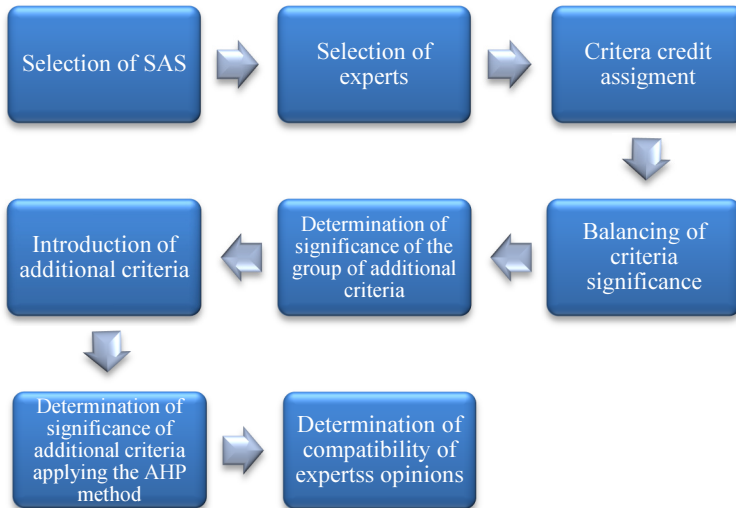 Selection of SAS
Selection of
experts
Critera credit
assigment
Balancing of
criteria
significance
Determination of
significance of the
group of additional
criteria
Introduction of
additional criteria
Determination of
significance of
additional criteria
applying the AHP
method
Determination of
compatibility of
expertss opinions